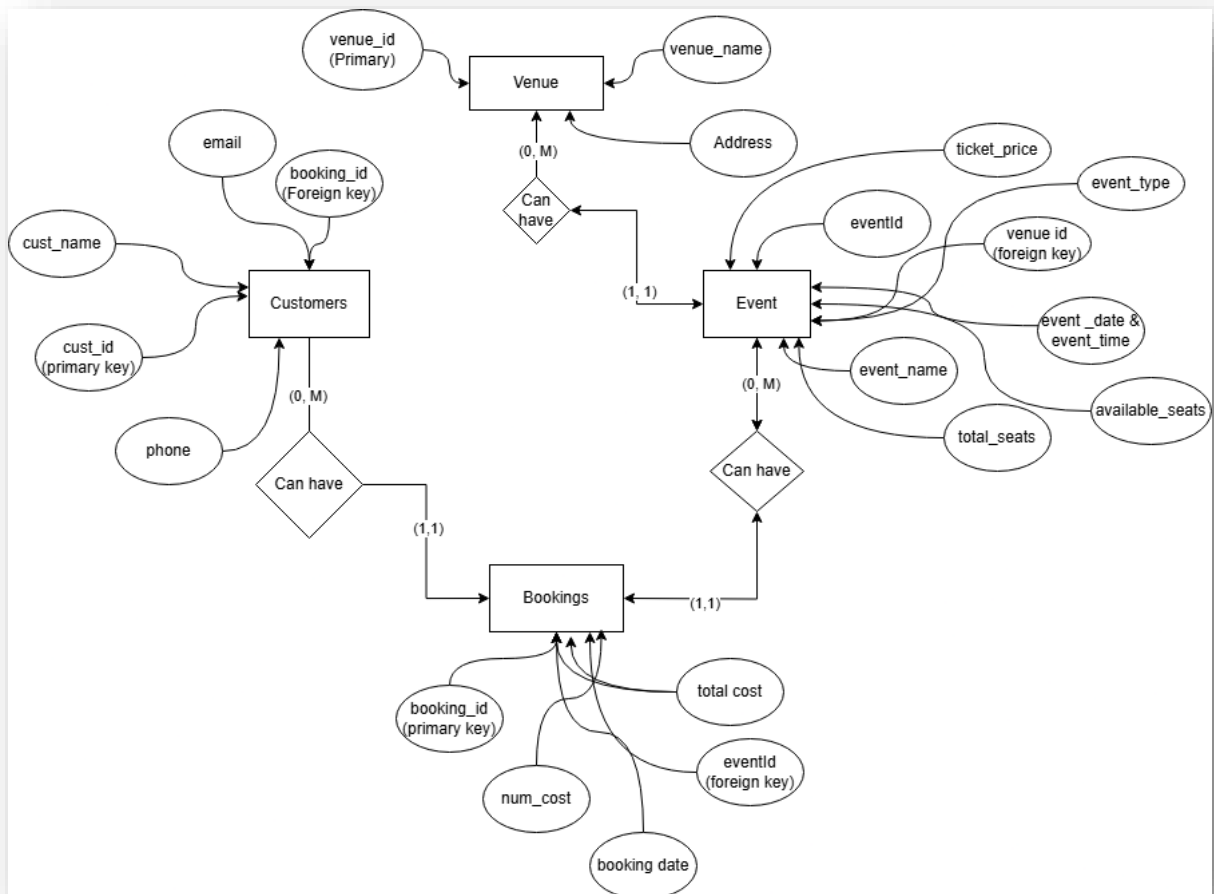 venue_id
(Primary)
venue_name
Venue
email
Address
(0, M)
ticket_price
booking_id
(Foreign key)
event_type
Can
have
eventId
cust_name
venue id
(foreign key)
Customers
(1, 1)
Event
event _date &
event_time
cust_id
(primary key)
event_name
(0, M)
(0, M)
available_seats
phone
total_seats
Can have
Can have
(1,1)
Bookings
(1,1)
total cost
booking_id
(primary key)
eventId
(foreign key)
num_cost
booking date